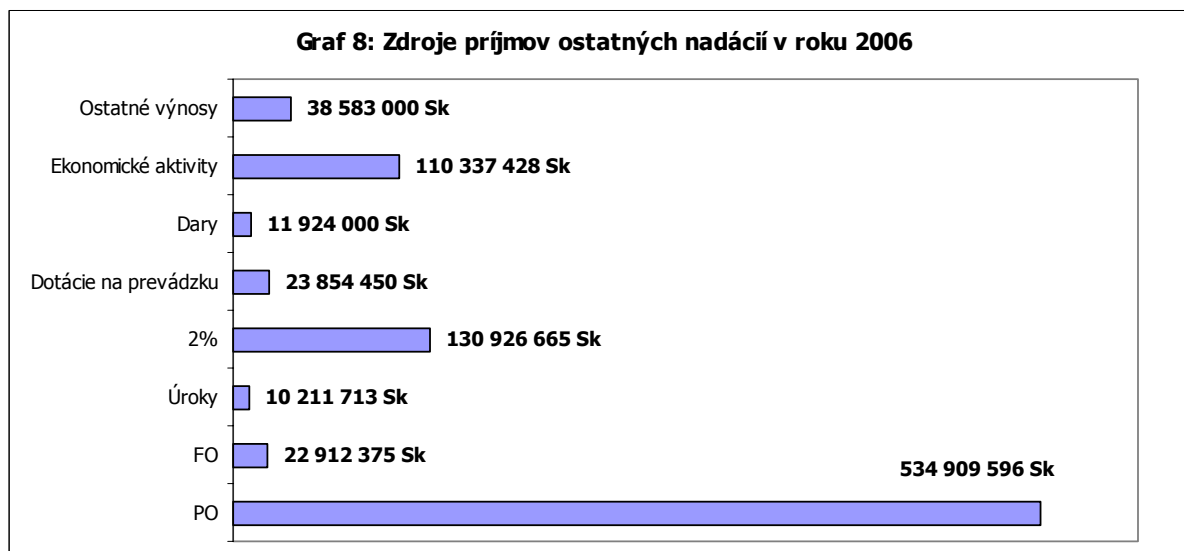 Graf 8: Zdroje príjmov ostatných nadácií v roku 2006
Ostatné výnosy 38 583 000 Sk
Ekonomické aktivity 110 337 428 Sk
Dary 11 924 000 Sk
Dotácie na prevádzku 23 854 450 Sk
2% 130 926 665 Sk
Úroky 10 211 713 Sk
FO 22 912 375 Sk
PO 534 909 596 Sk